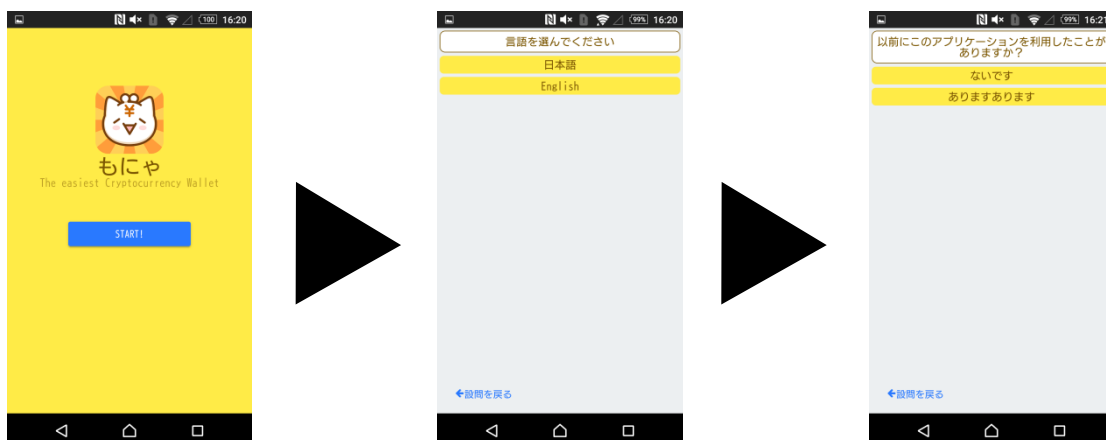 100 16:20
¥
もにゃ
The easiest Cryptocurrency Wallet
START!
99% 16:20
言語を選んでください
日本語
English
設問を戻る
99% 16:21
以前にこのアプリケーションを利用したことが
ありますか？
ないです
ありますあります
設問を戻る